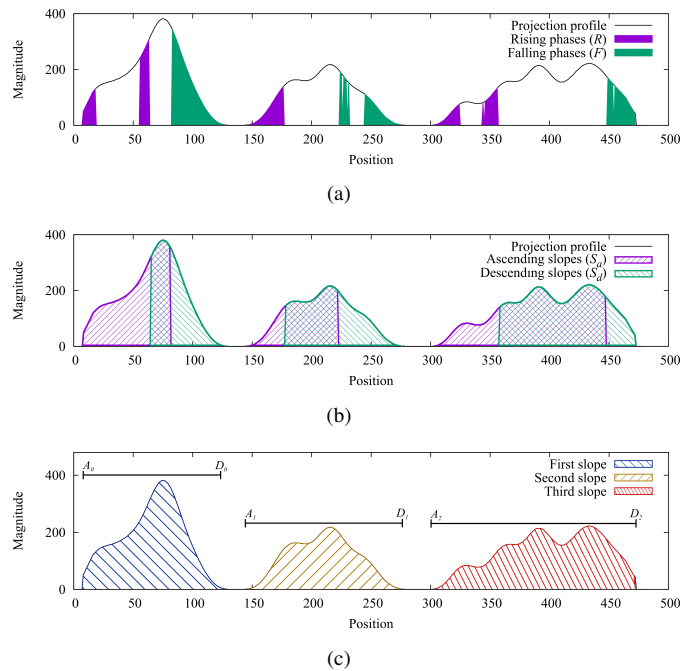 400
200
0
Magnitude
Projection profile
Rising phases (R)
Falling phases (F)
0 50 100 150 200 250 300 350 400 450 500
Position
(a)
400
200
0
Magnitude
Projection profile
Ascending slopes (Sa)
Descending slopes (Sd)
0 50 100 150 200 250 300 350 400 450 500
Position
(b)
400
200
0
Magnitude
A0 D0
A1 D1
A2 D2
First slope
Second slope
Third slope
0 50 100 150 200 250 300 350 400 450 500
Position
(c)